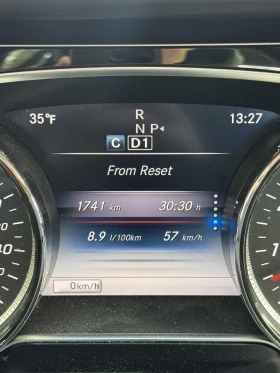 35°F
R
13:27
N P◂
C D1
From Reset
1741 km 30:30 h
8.9 l/100km 57 km/h
0 km/h